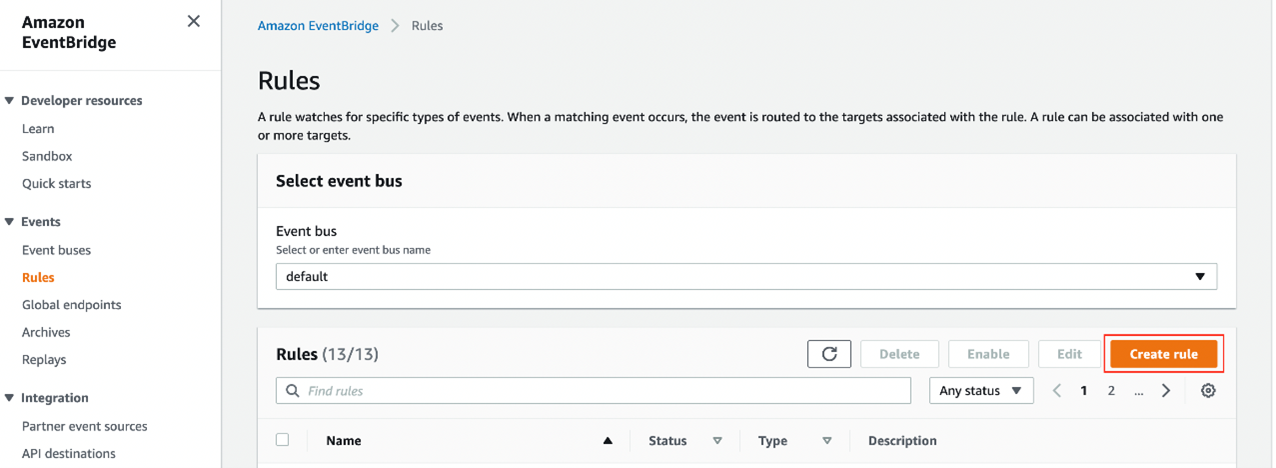 Amazon
EventBridge
Developer resources
Learn
Sandbox
Quick starts
Events
Event buses
Rules
Global endpoints
Archives
Replays
Integration
Partner event sources
API destinations
Amazon EventBridge > Rules
Rules
A rule watches for specific types of events. When a matching event occurs, the event is routed to the targets associated with the rule. A rule can be associated with one
or more targets.
Select event bus
Event bus
Select or enter event bus name
default
Rules (13/13) Delete Enable Edit Create rule
Find rules Any status 1 2 ...
Name Status Type Description